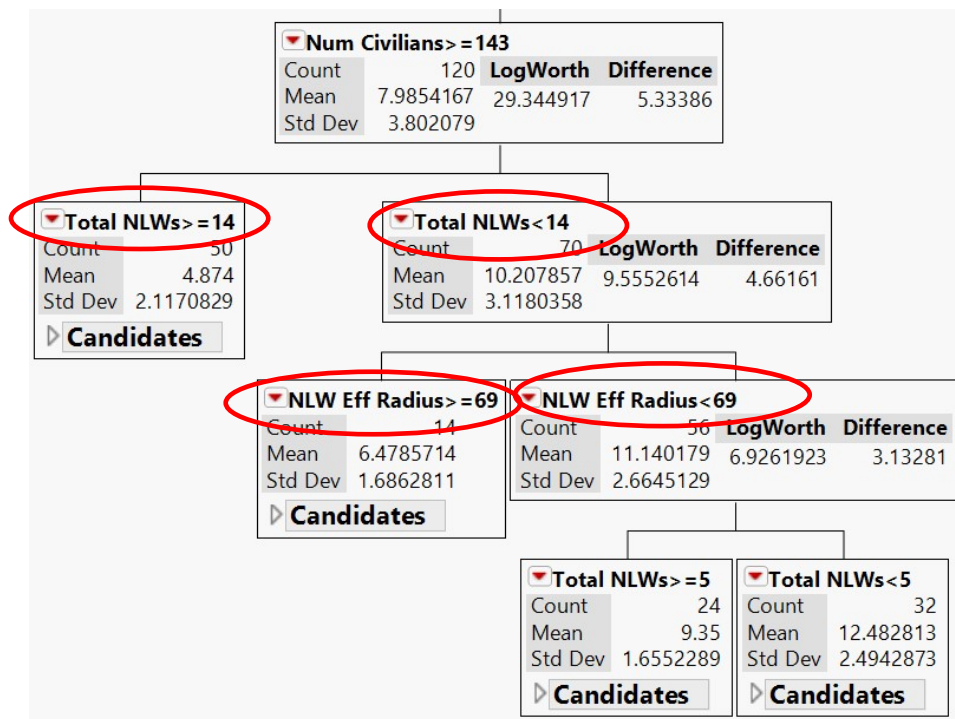 Num Civilians>=143
Count 120 LogWorth Difference
Mean 7.9854167 29.344917 5.33386
Std Dev 3.802079
Total NLWs>=14
Count 50
Mean 4.874
Std Dev 2.1170829
Candidates
Total NLWs<14
Count 70 LogWorth Difference
Mean 10.207857 9.5552614 4.66161
Std Dev 3.1180358
NLW Eff Radius>=69
Count 14
Mean 6.4785714
Std Dev 1.6862811
Candidates
NLW Eff Radius<69
Count 56 LogWorth Difference
Mean 11.140179 6.9261923 3.13281
Std Dev 2.6645129
Total NLWs>=5
Count 24
Mean 9.35
Std Dev 1.6552289
Candidates
Total NLWs<5
Count 32
Mean 12.482813
Std Dev 2.4942873
Candidates